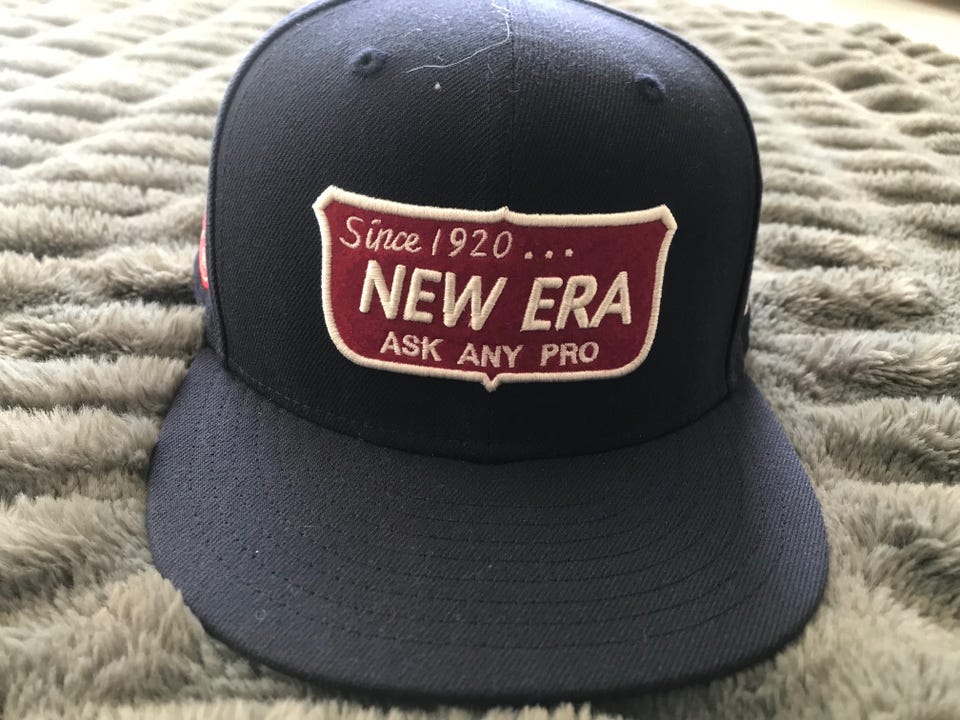 Since 1920...
NEW ERA
ASK ANY PRO